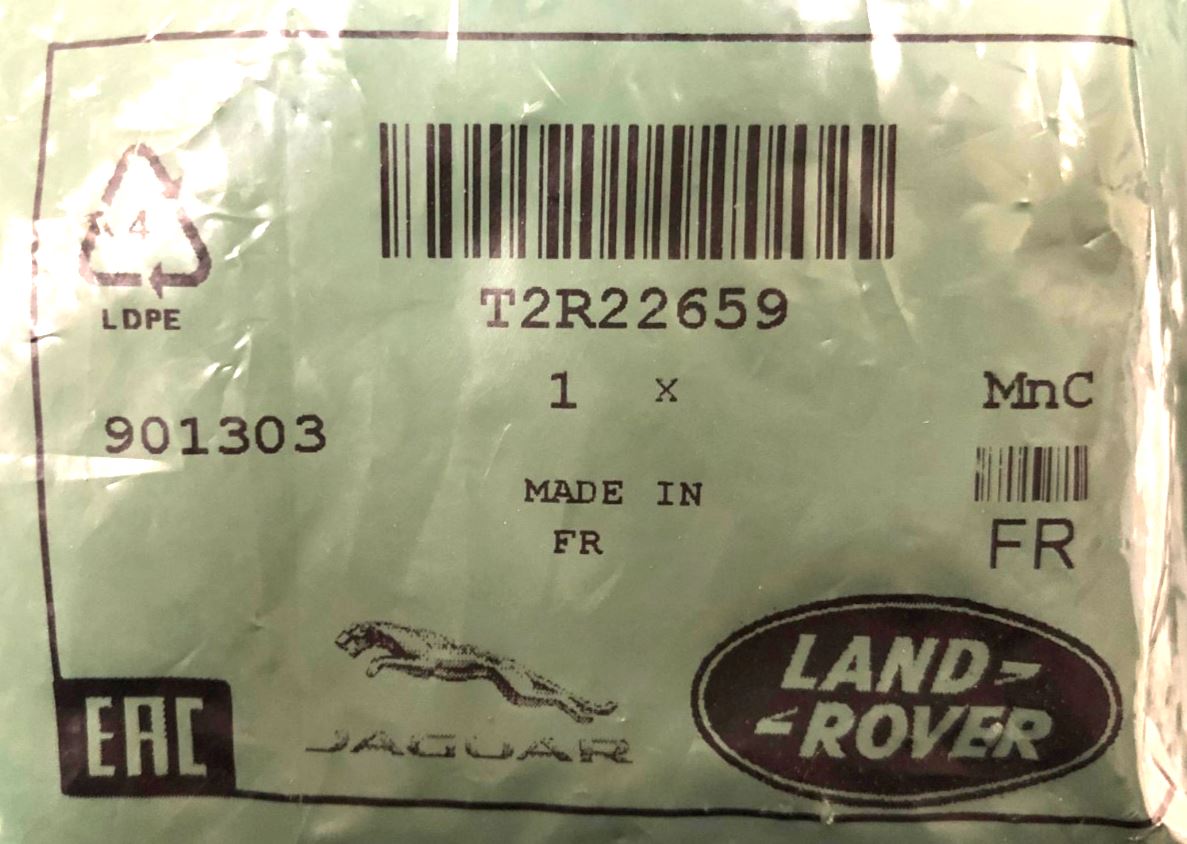 4
LDPE
T2R22659
1 x
MnC
901303
MADE IN
FR
FR
EAC
JAGUAR
LAND
ROVER